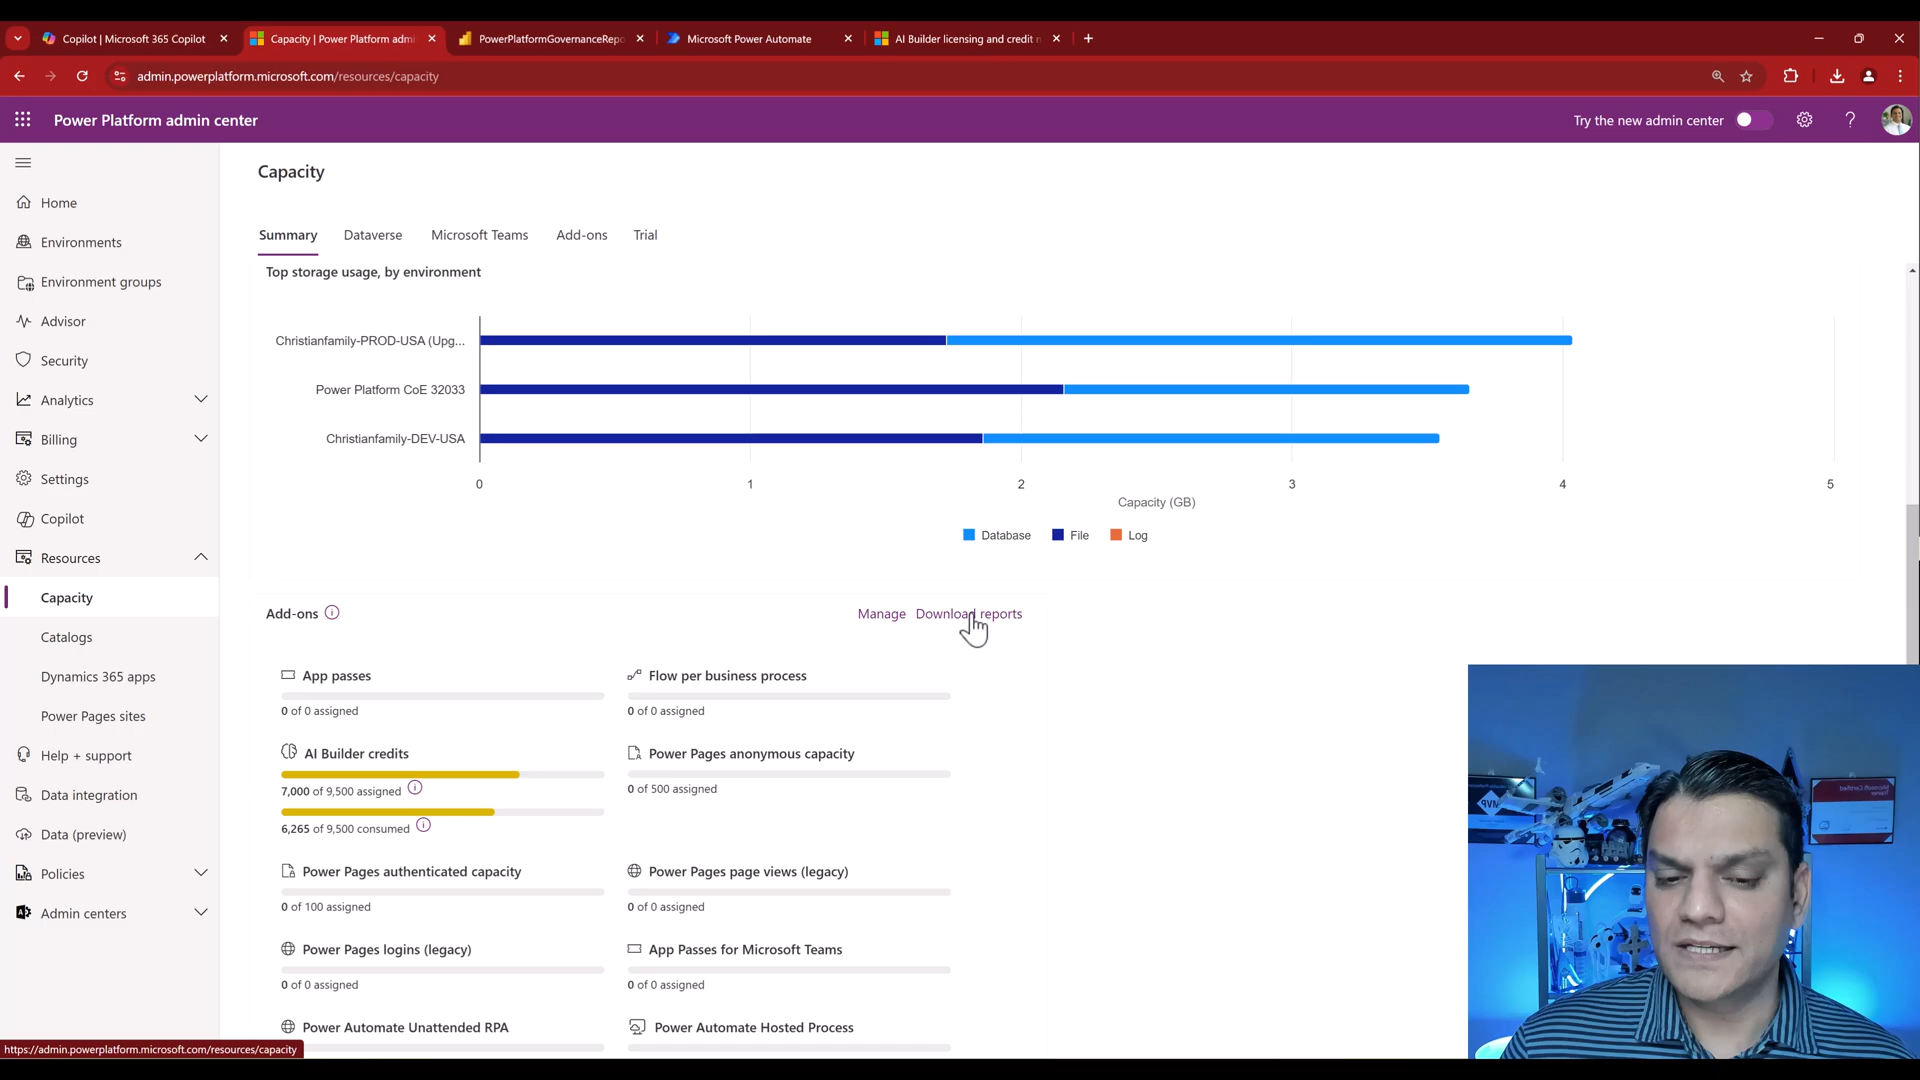 Copilot | Microsoft 365 Copilot
Capacity | Power Platform admi
PowerPlatformGovernanceRepo
Microsoft Power Automate
AI Builder licensing and credit m
admin.powerplatform.microsoft.com/resources/capacity
Power Platform admin center
Try the new admin center
Home
Environments
Environment groups
Advisor
Security
Analytics
Billing
Settings
Copilot
Resources
Capacity
Catalogs
Dynamics 365 apps
Power Pages sites
Help + support
Data integration
Data (preview)
Policies
Admin centers
https://admin.powerplatform.microsoft.com/resources/capacity
Capacity
Summary
Dataverse
Microsoft Teams
Add-ons
Trial
Top storage usage, by environment
Christianfamily-PROD-USA (Upg...
Power Platform CoE 32033
Christianfamily-DEV-USA
0
1
2
3
4
5
Capacity (GB)
Database
File
Log
Add-ons
Manage
Download reports
App passes
0 of 0 assigned
Flow per business process
0 of 0 assigned
AI Builder credits
7,000 of 9,500 assigned
6,265 of 9,500 consumed
Power Pages anonymous capacity
0 of 500 assigned
Power Pages authenticated capacity
0 of 100 assigned
Power Pages page views (legacy)
0 of 0 assigned
Power Pages logins (legacy)
0 of 0 assigned
App Passes for Microsoft Teams
0 of 0 assigned
Power Automate Unattended RPA
Power Automate Hosted Process
MVP
Microsoft Certified
Trainer